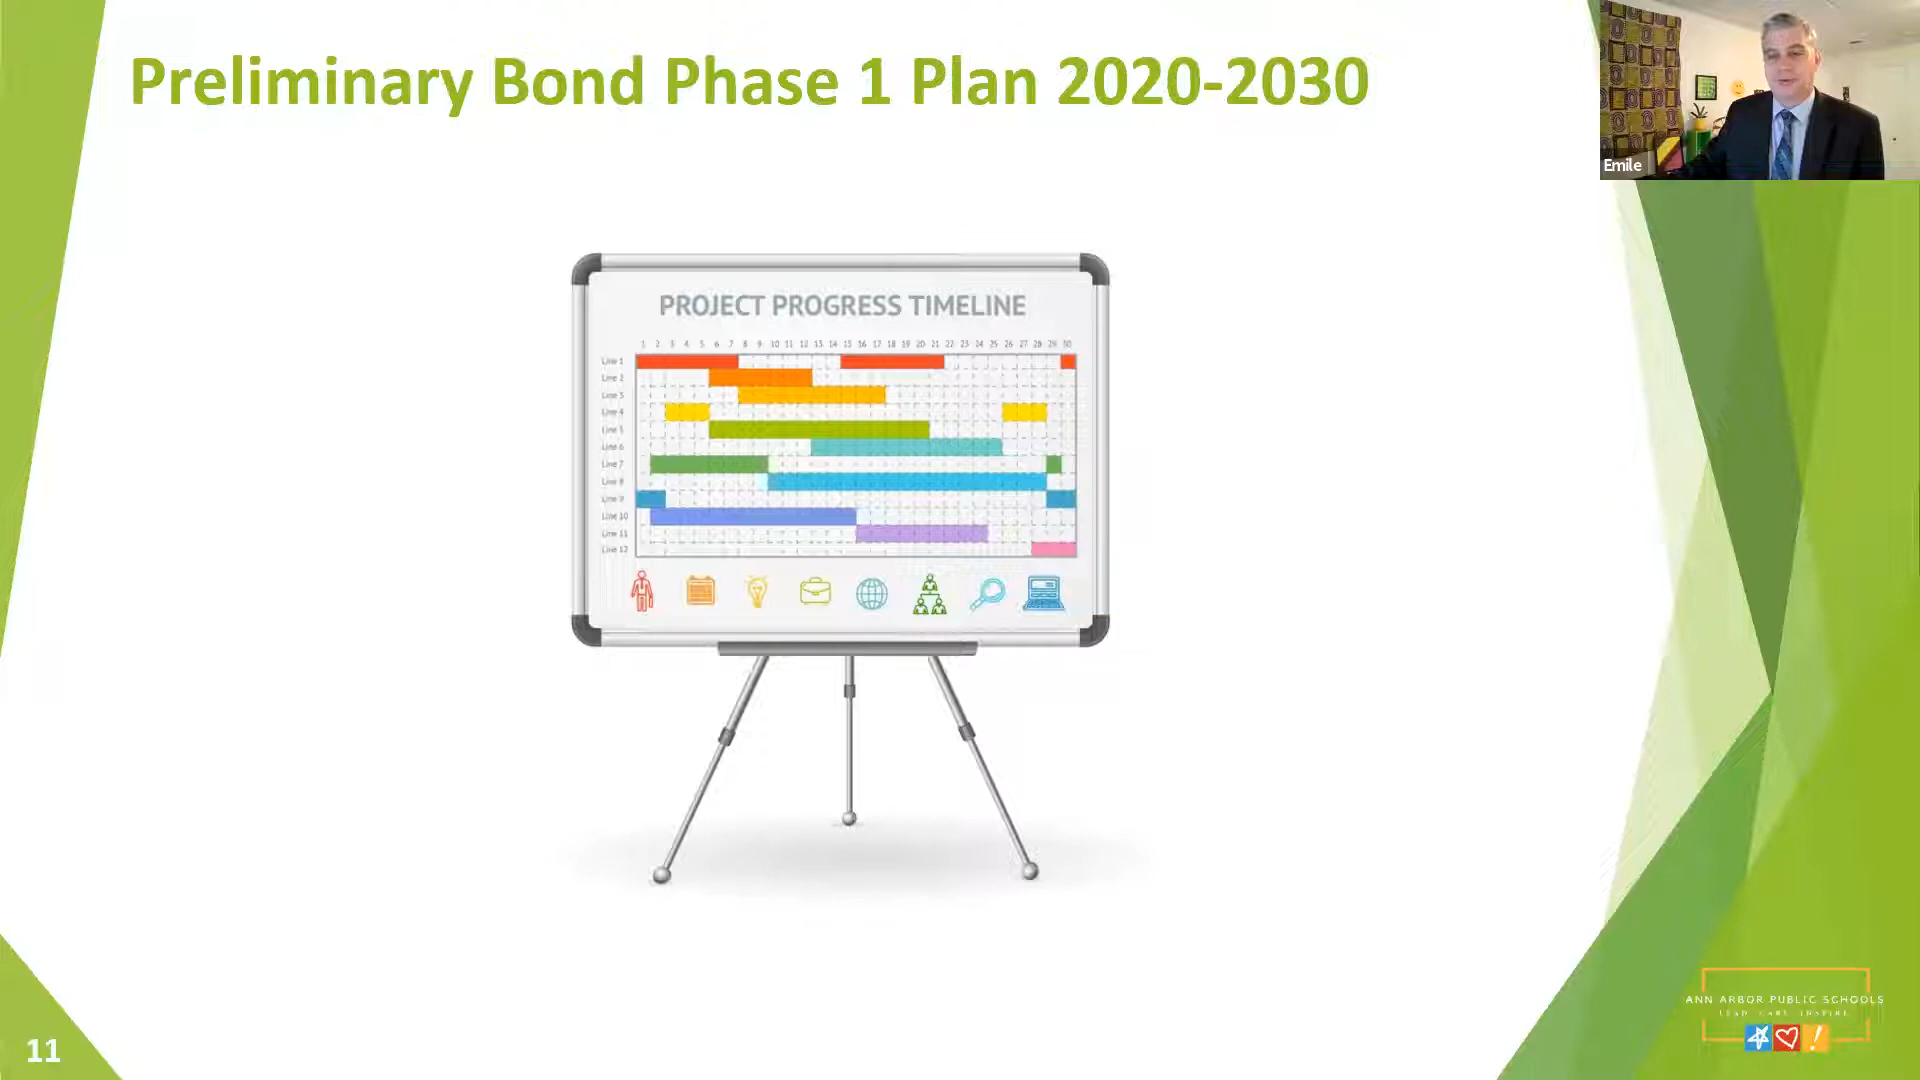 Preliminary Bond Phase 1 Plan 2020-2030
Emile
PROJECT PROGRESS TIMELINE
1 2 3 4 5 6 7 8 9 10 11 12 13 14 15 16 17 18 19 20 21 22 23 24 25 26 27 28 29 30
Line 1
Line 2
Line 3
Line 4
Line 5
Line 6
Line 7
Line 8
Line 9
Line 10
Line 11
Line 12
ANN ARBOR PUBLIC SCHOOLS
LEAD CARE INSPIRE
!
11